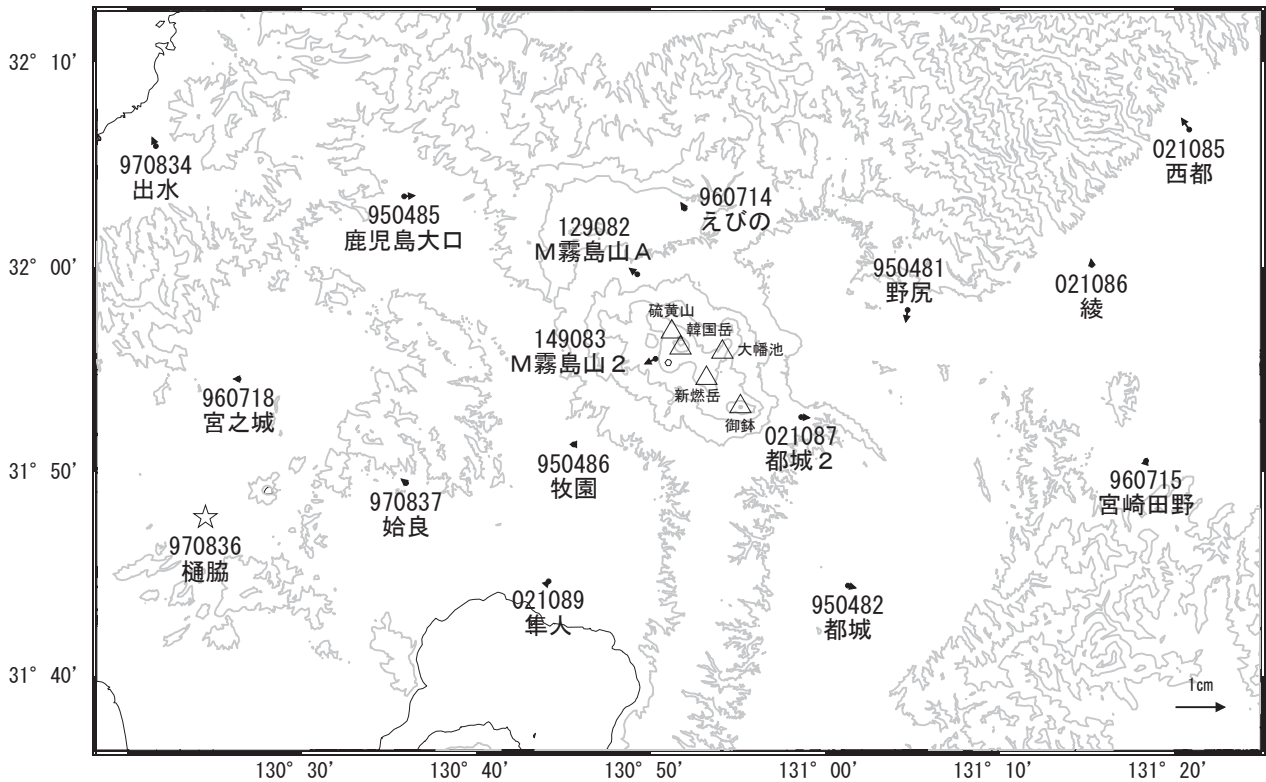 32° 10'
970834
出水
950485
鹿児島大口
960714
えびの
129082
M霧島山A
021085
西都
32° 00'
950481
野尻
021086
綾
硫黄山
韓国岳
大幡池
149083
M霧島山2
新燃岳
御鉢
960718
宮之城
021087
都城2
31° 50'
950486
牧園
970837
姶良
960715
宮崎田野
970836
樋脇
021089
隼人
950482
都城
31° 40'
1cm
130° 30'
130° 40'
130° 50'
131° 00'
131° 10'
131° 20'